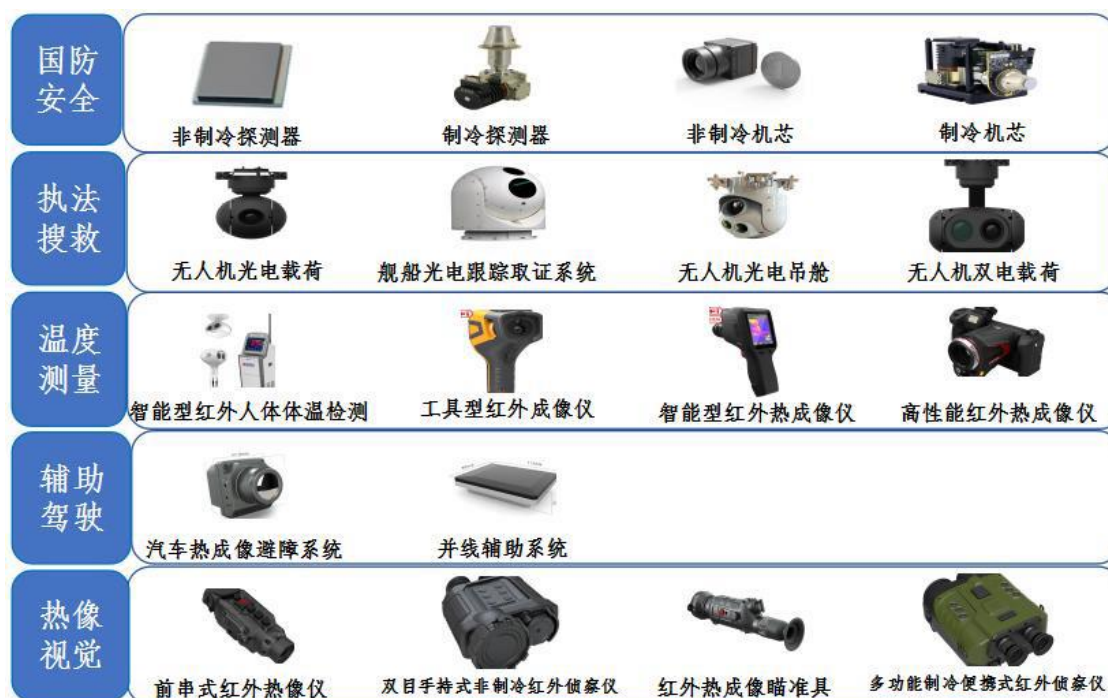 国防
安全
非制冷探测器
制冷探测器
非制冷机芯
制冷机芯
执法
搜救
无人机光电载荷
舰船光电跟踪取证系统
无人机光电吊舱
无人机双电载荷
温度
测量
智能型红外人体体温检测
工具型红外成像仪
智能型红外热成像仪
高性能红外热成像仪
辅助
驾驶
汽车热成像避障系统
并线辅助系统
热像
视觉
前串式红外热像仪
双目手持式非制冷红外侦察仪
红外热成像瞄准具
多功能制冷便携式红外侦察仪